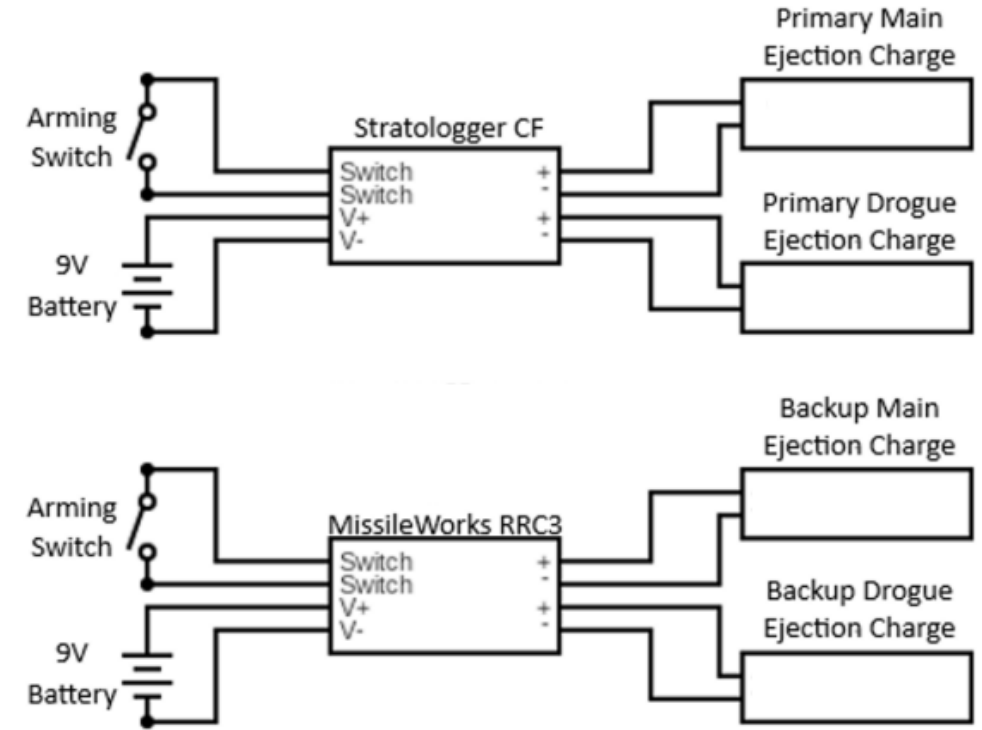 Primary Main
Ejection Charge
Arming
Switch
Stratologger CF
Switch
Switch
V+
V-
+
-
+
-
Primary Drogue
Ejection Charge
9V
Battery
Backup Main
Ejection Charge
Arming
Switch
MissileWorks RRC3
Switch
Switch
V+
V-
+
-
+
-
Backup Drogue
Ejection Charge
9V
Battery